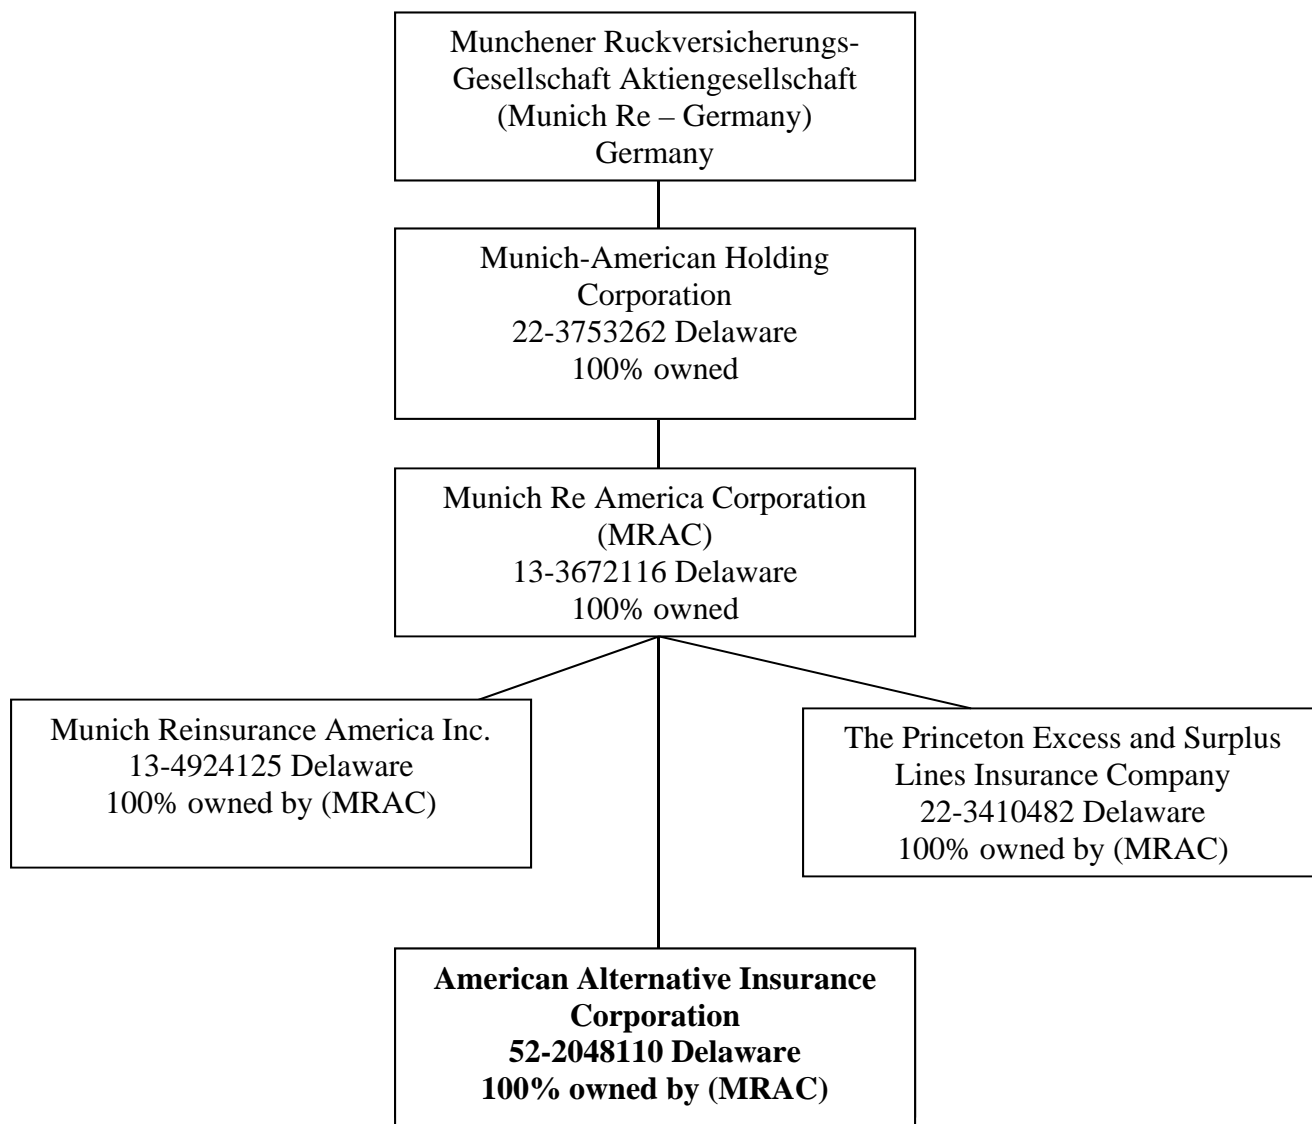 Munchener Ruckversicherungs-
Gesellschaft Aktiengesellschaft
(Munich Re – Germany)
Germany
Munich-American Holding
Corporation
22-3753262 Delaware
100% owned
Munich Re America Corporation
(MRAC)
13-3672116 Delaware
100% owned
Munich Reinsurance America Inc.
13-4924125 Delaware
100% owned by (MRAC)
The Princeton Excess and Surplus
Lines Insurance Company
22-3410482 Delaware
100% owned by (MRAC)
American Alternative Insurance
Corporation
52-2048110 Delaware
100% owned by (MRAC)